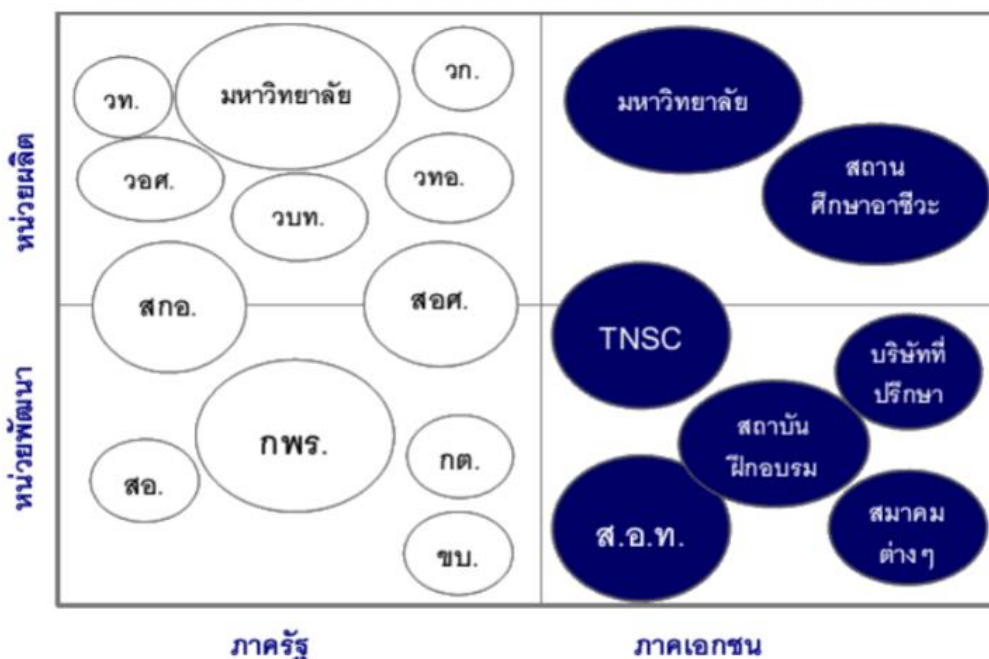 หน่วยผลิต
วท.
มหาวิทยาลัย
วก.
วอศ.
วบท.
วทอ.
มหาวิทยาลัย
สถาน
ศึกษาอาชีวะ
สกอ.
สอศ.
TNSC
หน่วยพัฒนา
สอ.
กพร.
กต.
ขบ.
บริษัทที่
ปรึกษา
สถาบัน
ฝึกอบรม
ส.อ.ท.
สมาคม
ต่างๆ
ภาครัฐ
ภาคเอกชน